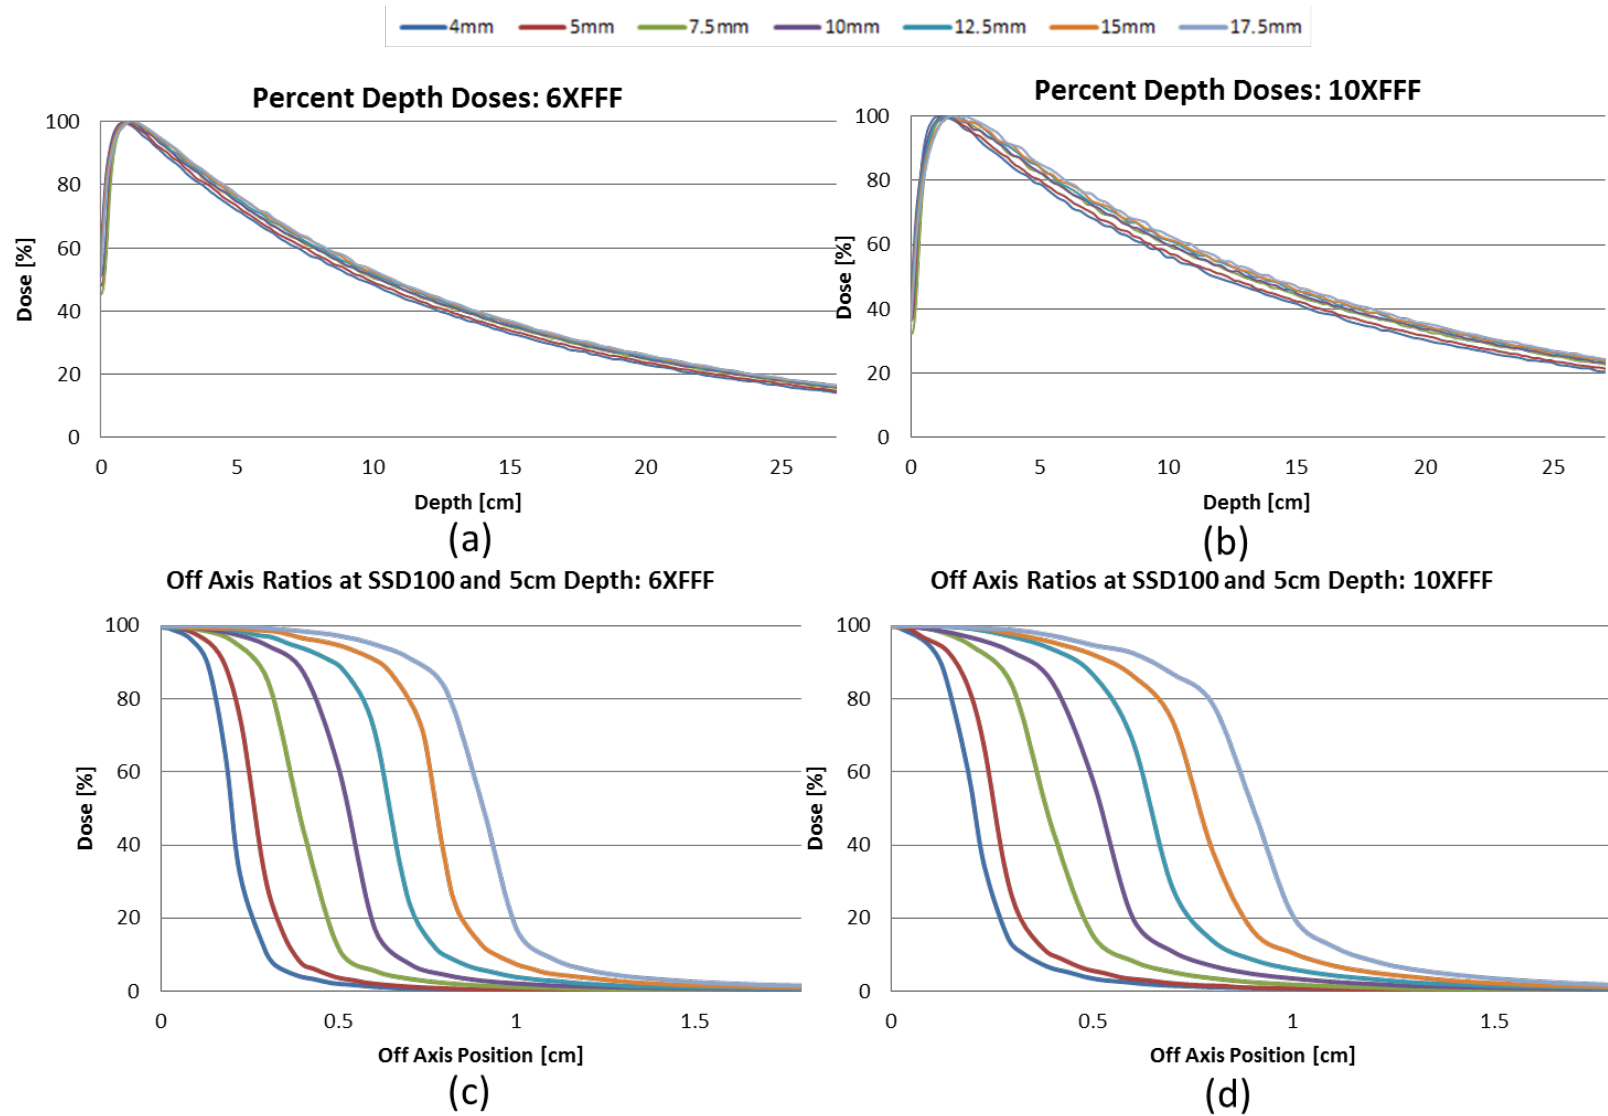 4mm 5mm 7.5mm 10mm 12.5mm 15mm 17.5mm
Percent Depth Doses: 6XFFF
100
80
60
40
20
0
Dose [%]
0 5 10 15 20 25
Depth [cm]
(a)
Percent Depth Doses: 10XFFF
100
80
60
40
20
0
Dose [%]
0 5 10 15 20 25
Depth [cm]
(b)
Off Axis Ratios at SSD100 and 5cm Depth: 6XFFF
100
80
60
40
20
0
Dose [%]
0 0.5 1 1.5
Off Axis Position [cm]
(c)
Off Axis Ratios at SSD100 and 5cm Depth: 10XFFF
100
80
60
40
20
0
Dose [%]
0 0.5 1 1.5
Off Axis Position [cm]
(d)